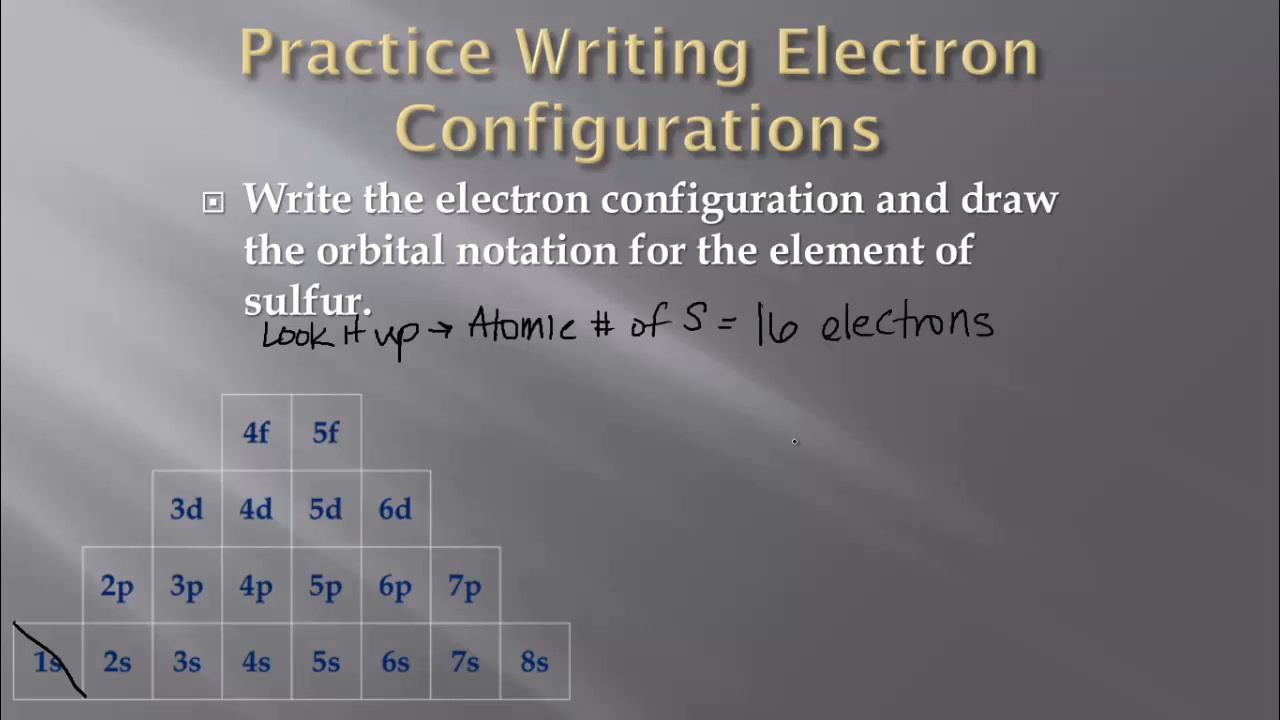 Practice Writing Electron
Configurations
Write the electron configuration and draw
the orbital notation for the element of
sulfur.
Look it up → Atomic # of S = 16 electrons
4f 5f
3d 4d 5d 6d
2p 3p 4p 5p 6p 7p
1s 2s 3s 4s 5s 6s 7s 8s